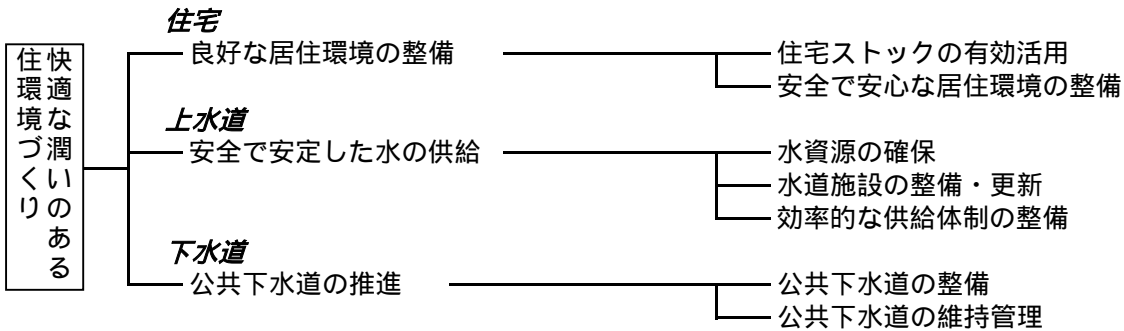 快適な潤いのある
住環境づくり
住宅
良好な居住環境の整備
住宅ストックの有効活用
安全で安心な居住環境の整備
上水道
安全で安定した水の供給
水資源の確保
水道施設の整備・更新
効率的な供給体制の整備
下水道
公共下水道の推進
公共下水道の整備
公共下水道の維持管理